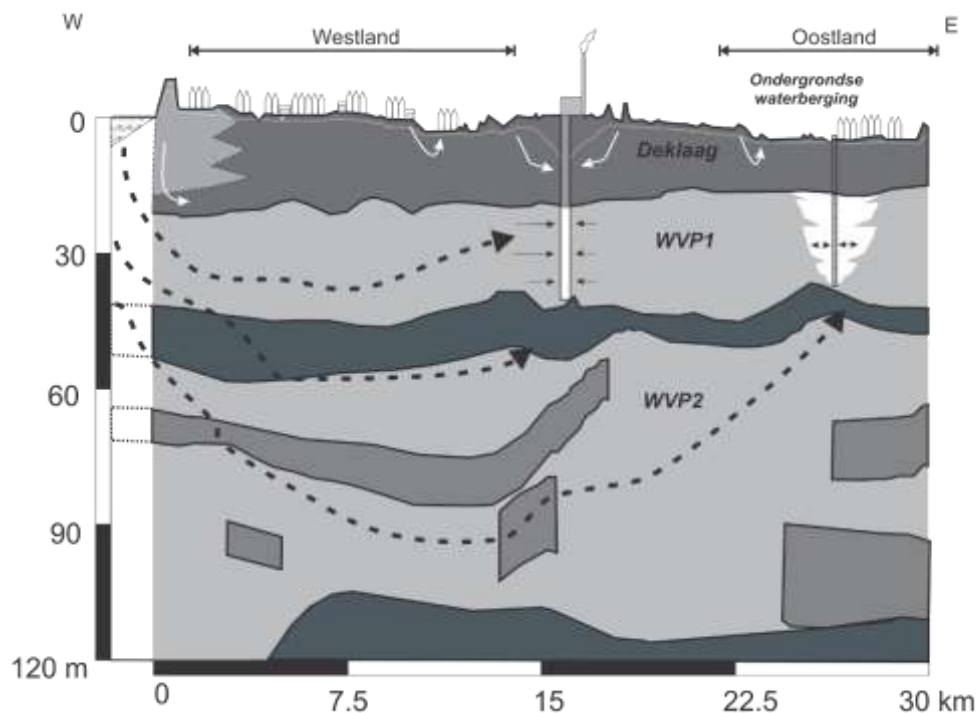 W
E
Westland
Oostland
Ondergrondse
waterberging
0
Deklaag
WVP1
30
60
WVP2
90
120 m
0
7.5
15
22.5
30 km